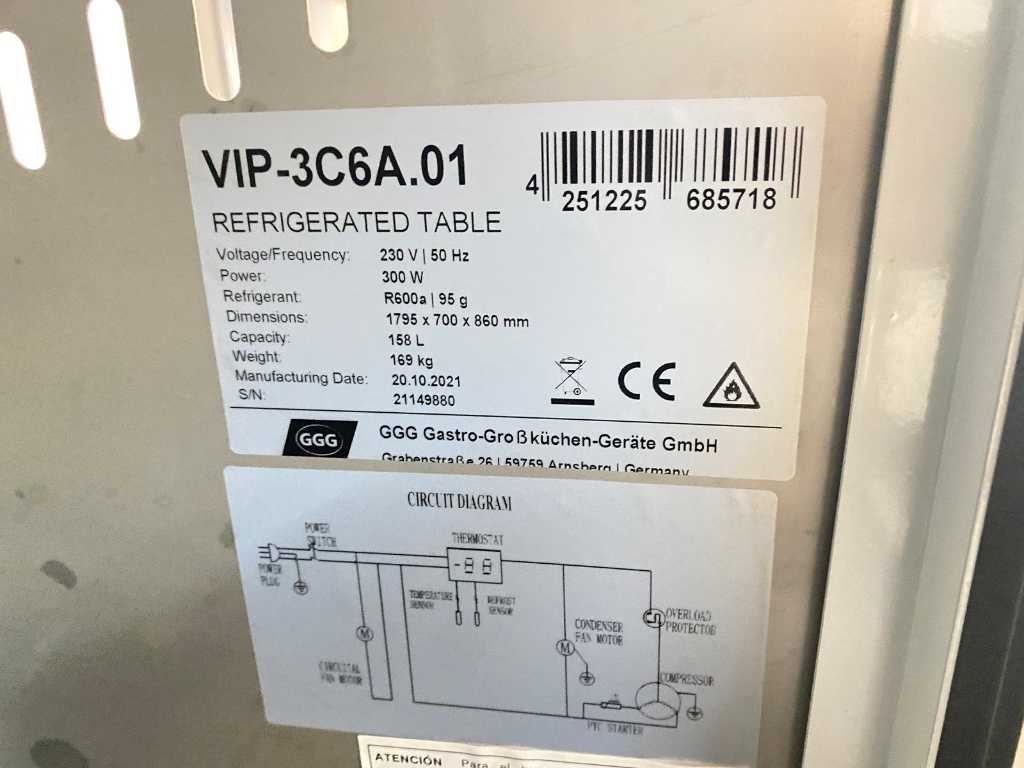 VIP-3C6A.01
4 251225 685718
REFRIGERATED TABLE
Voltage/Frequency: 230 V | 50 Hz
Power: 300 W
Refrigerant: R600a | 95 g
Dimensions: 1795 x 700 x 860 mm
Capacity: 158 L
Weight: 169 kg
Manufacturing Date: 20.10.2021
S/N: 21149880
CE
GGG
GGG Gastro-Großküchen-Geräte GmbH
Grabenstraße 26 | 59759 Arnsberg | Germany
CIRCUIT DIAGRAM
POWER
SWITCH
THERMOSTAT
POWER
PLUG
TEMPERATURE
SENSOR
DEFROST
SENSOR
OVERLOAD
PROTECTOR
CONDENSER
FAN MOTOR
M
M
FAN MOTOR
COMPRESSOR
PTC STARTER
ATENCIÓN Para el